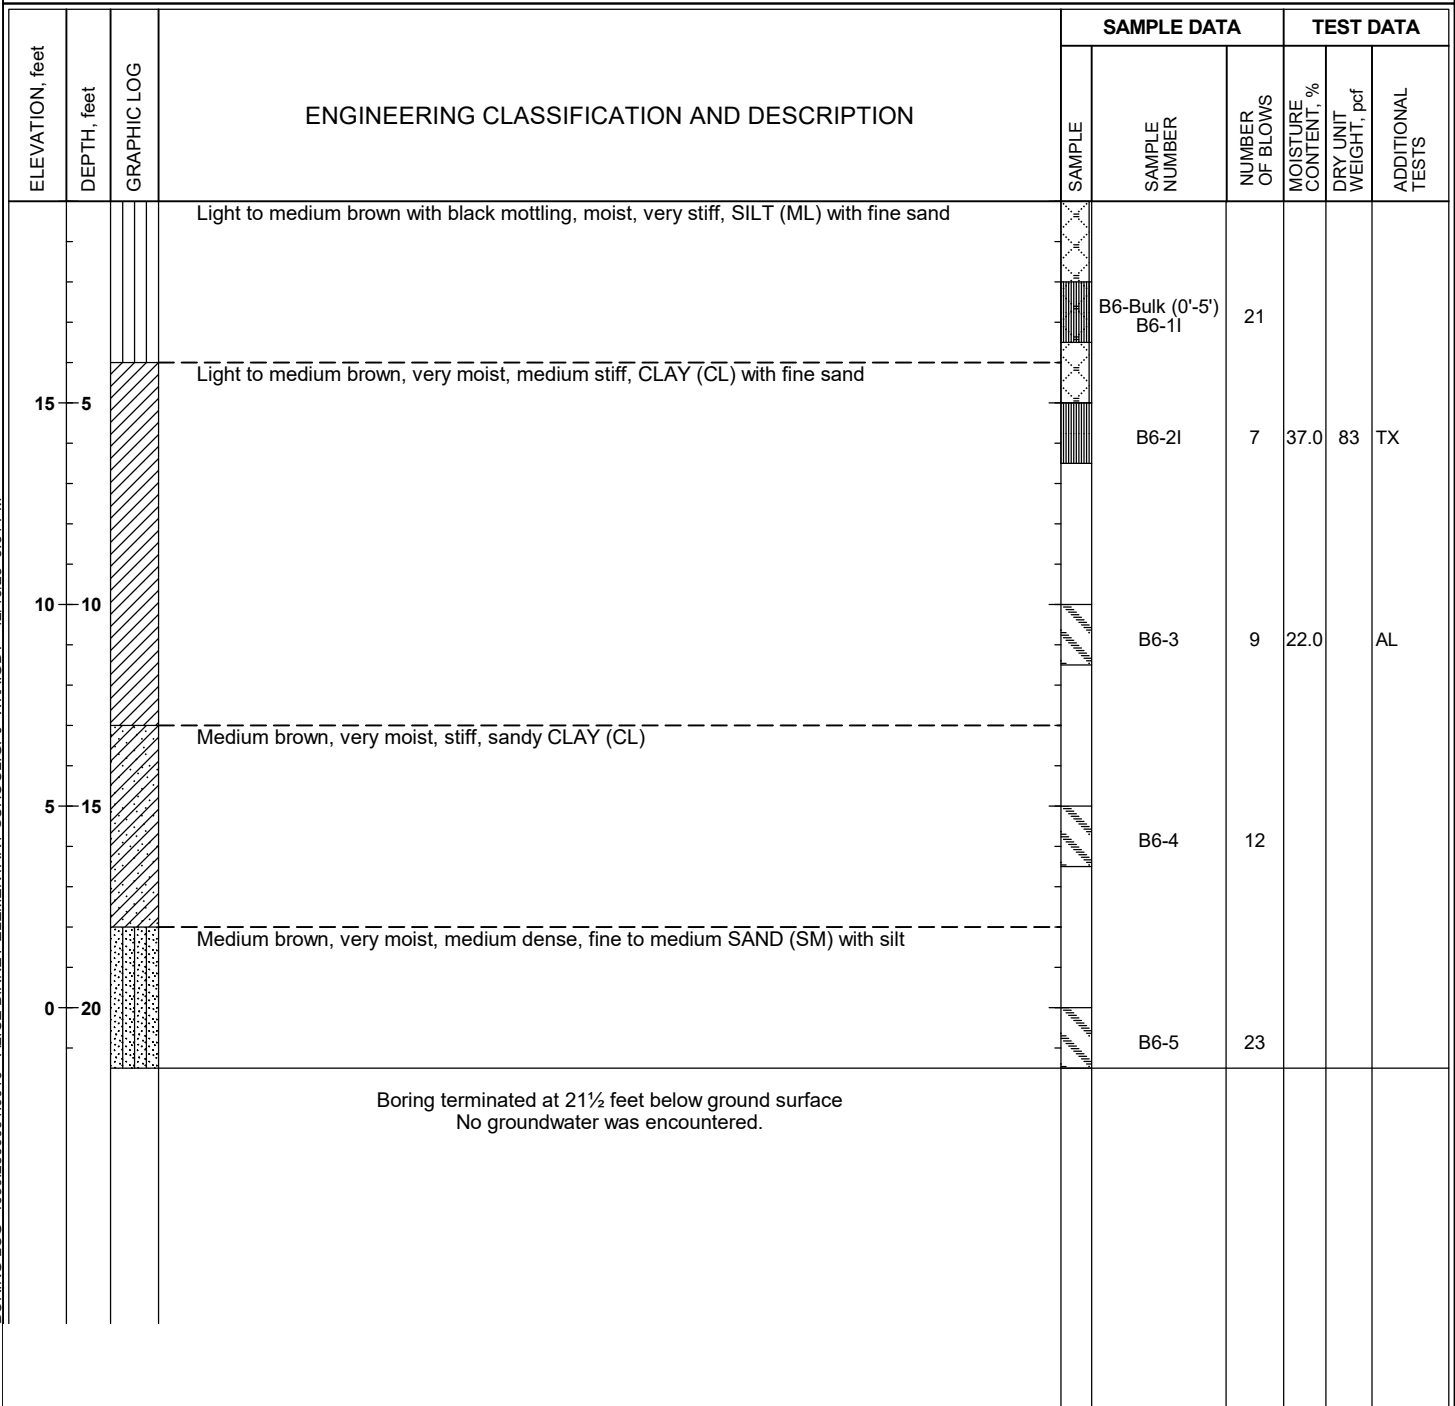 SAMPLE DATA
TEST DATA
ELEVATION, feet
DEPTH, feet
GRAPHIC LOG
ENGINEERING CLASSIFICATION AND DESCRIPTION
SAMPLE
SAMPLE
NUMBER
NUMBER
OF BLOWS
MOISTURE
CONTENT, %
DRY UNIT
WEIGHT, pcf
ADDITIONAL
TESTS
Light to medium brown with black mottling, moist, very stiff, SILT (ML) with fine sand
B6-Bulk (0'-5')
B6-1I
21
Light to medium brown, very moist, medium stiff, CLAY (CL) with fine sand
15 5
B6-2I 7 37.0 83 TX
10 10
B6-3 9 22.0 AL
Medium brown, very moist, stiff, sandy CLAY (CL)
5 15
B6-4 12
Medium brown, very moist, medium dense, fine to medium SAND (SM) with silt
0 20
B6-5 23
Boring terminated at 21½ feet below ground surface
No groundwater was encountered.